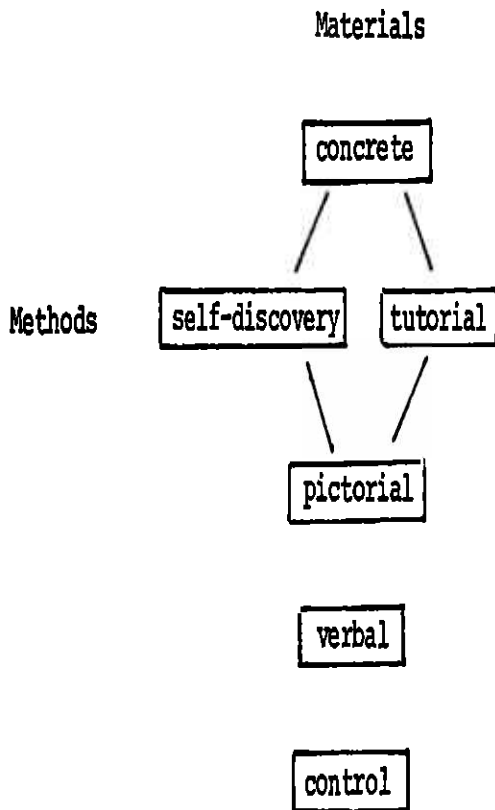 Materials
concrete
Methods self-discovery tutorial
pictorial
verbal
control